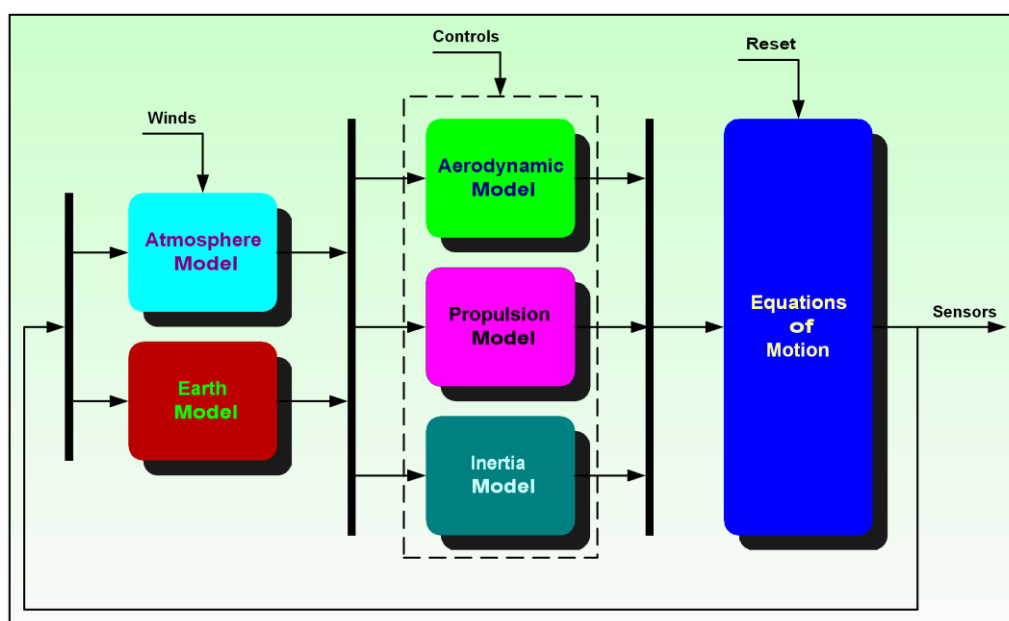 Controls
Reset
Winds
Aerodynamic
Model
Atmosphere
Model
Propulsion
Model
Equations
of
Motion
Sensors
Earth
Model
Inertia
Model